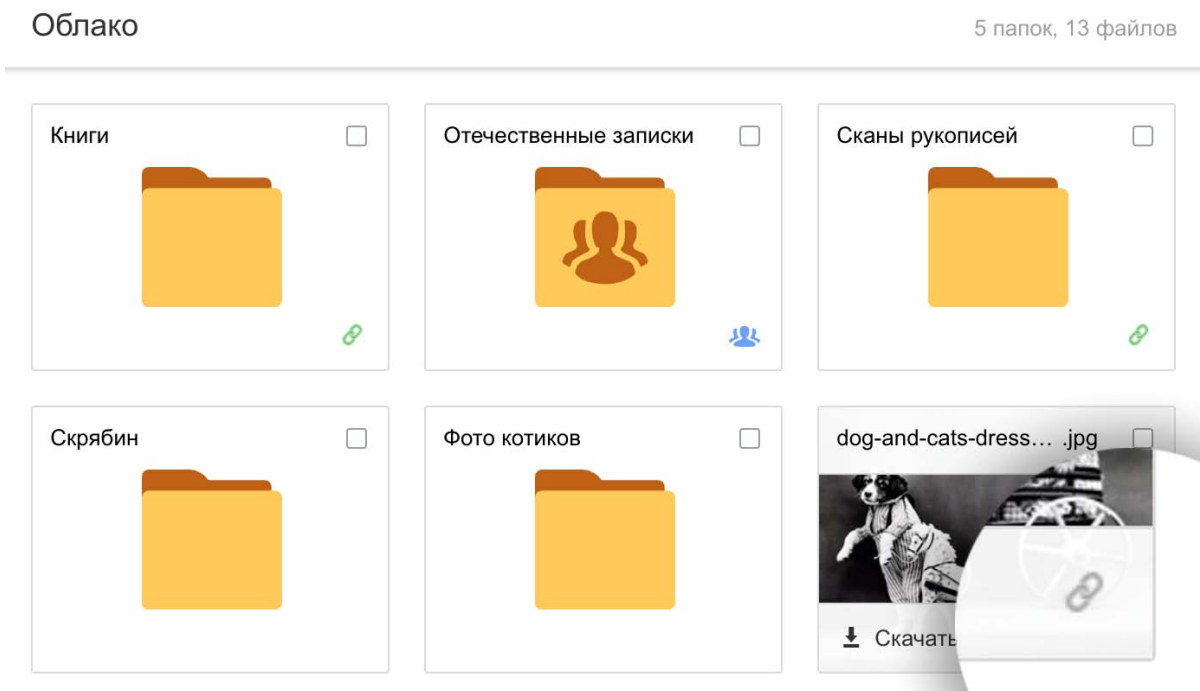 Облако
5 папок, 13 файлов
Книги
Отечественные записки
Сканы рукописей
Скрябин
Фото котиков
dog-and-cats-dress... .jpg
Скачать